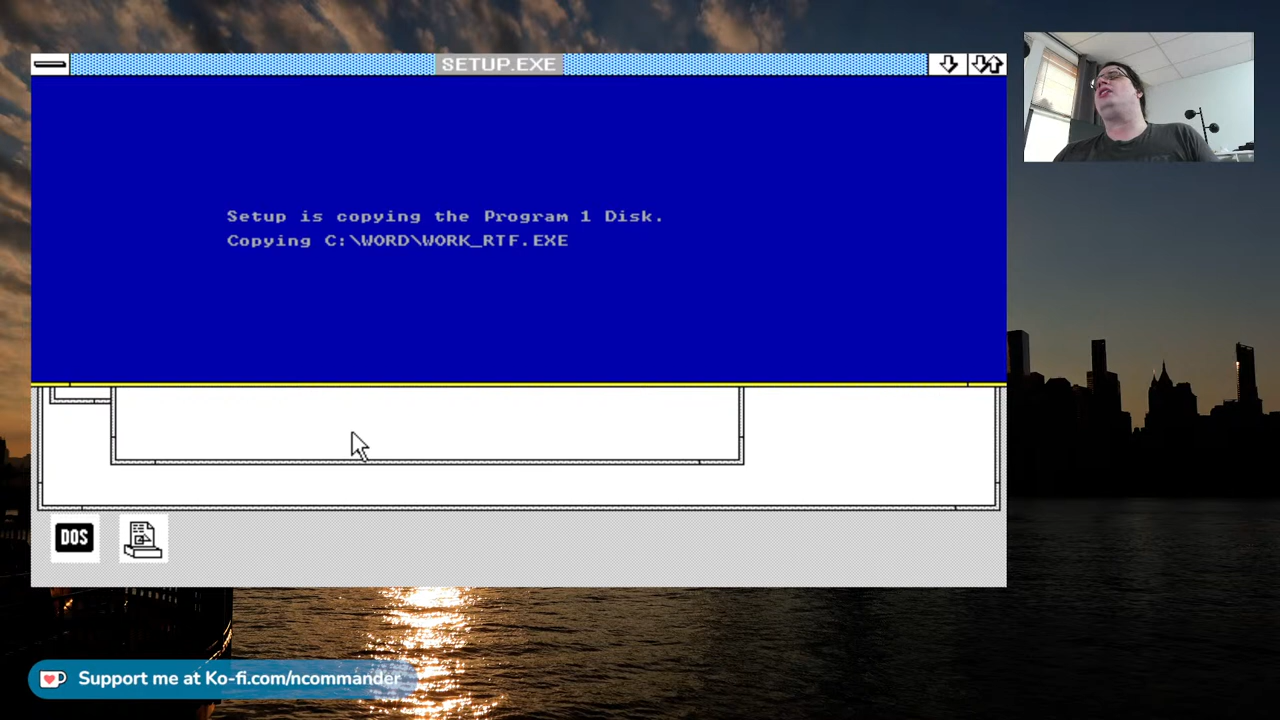 SETUP.EXE
Setup is copying the Program 1 Disk.
Copying C:\WORD\WORK_RTF.EXE
DOS
Support me at Ko-fi.com/ncommander